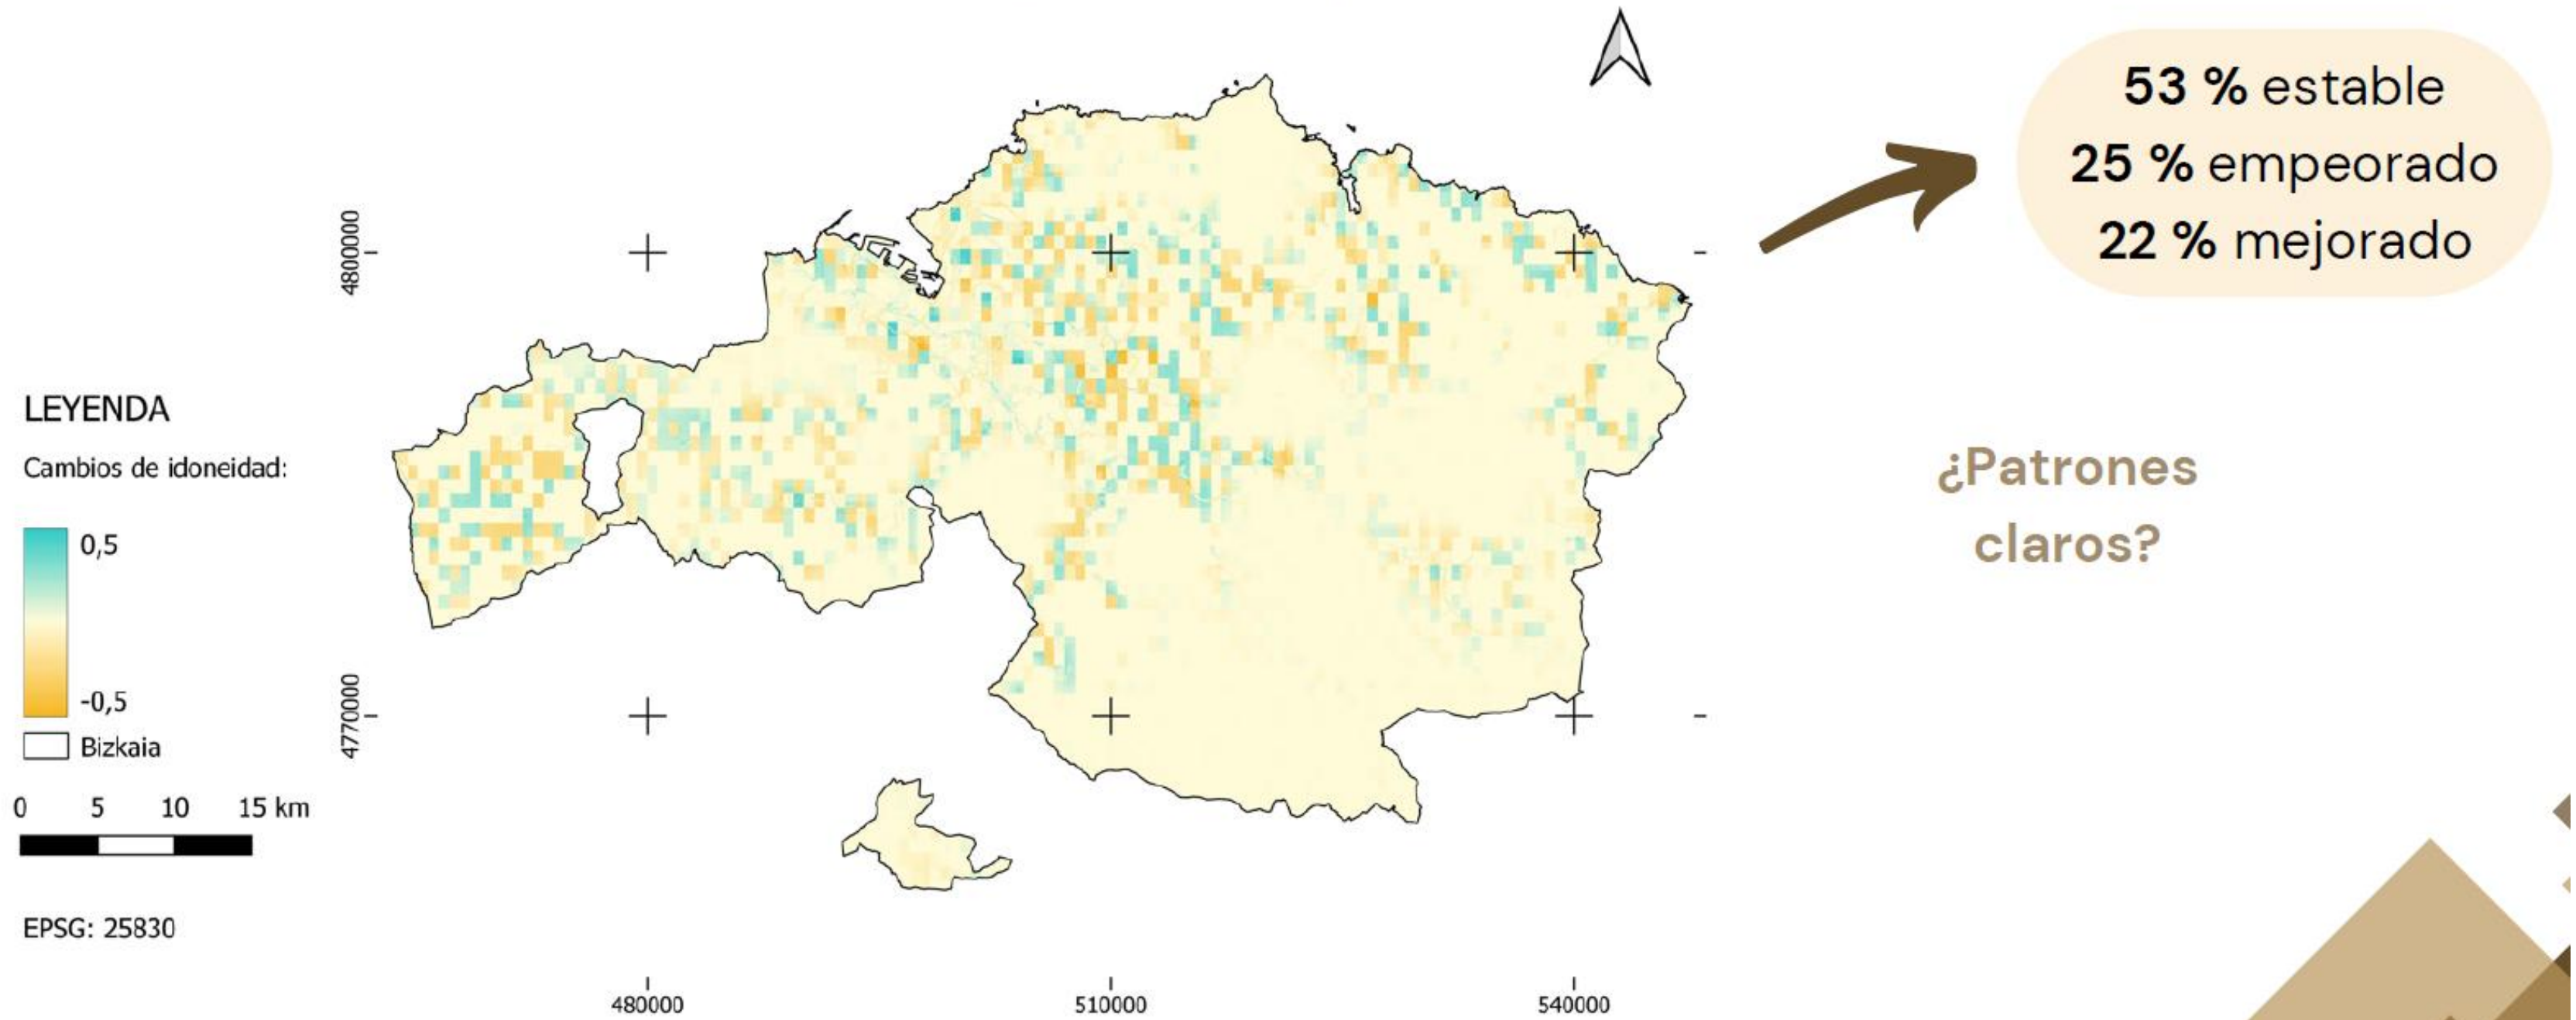 53 % estable
25 % empeorado
22 % mejorado
¿Patrones
claros?
4800000
4770000
LEYENDA
Cambios de idoneidad:
0,5
-0,5
Bizkaia
0 5 10 15 km
EPSG: 25830
480000 510000 540000